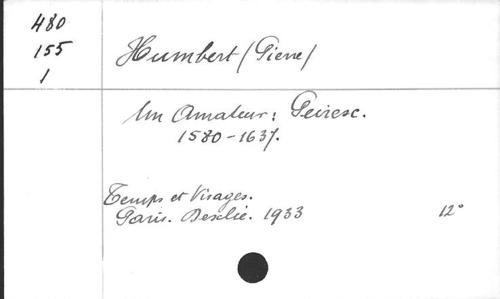 480
155
1
Humbert (Pierre)
Un Amateur: Peiresc.
1580-1637.
Temps et Visages.
Paris. Desclée. 1933 12°